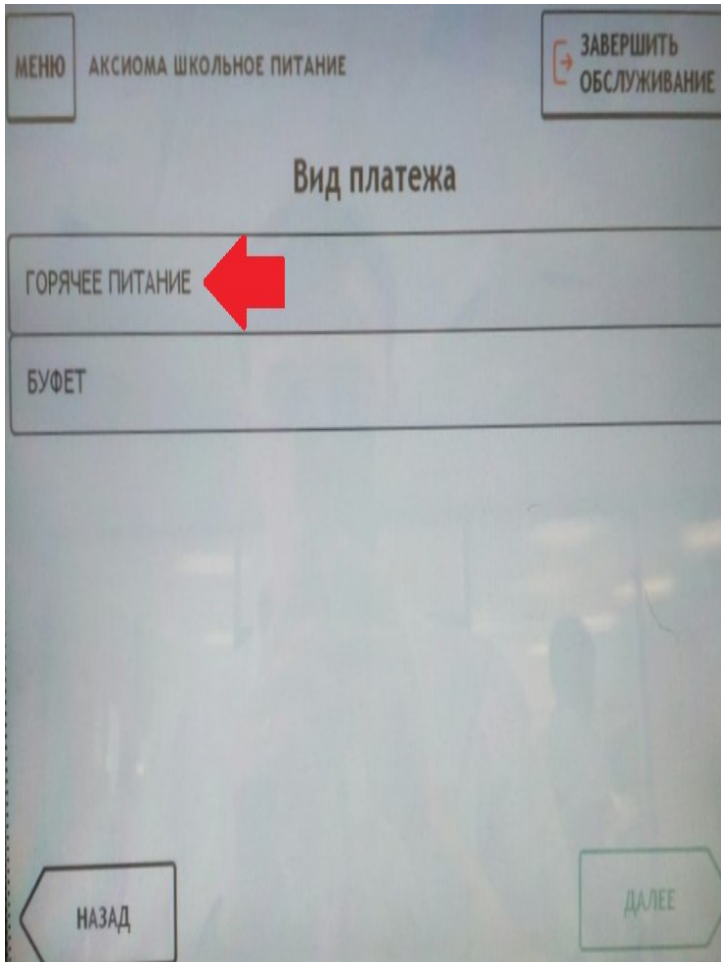 МЕНЮ
АКСИОМА ШКОЛЬНОЕ ПИТАНИЕ
ЗАВЕРШИТЬ
ОБСЛУЖИВАНИЕ
Вид платежа
ГОРЯЧЕЕ ПИТАНИЕ
БУФЕТ
НАЗАД
ДАЛЕЕ